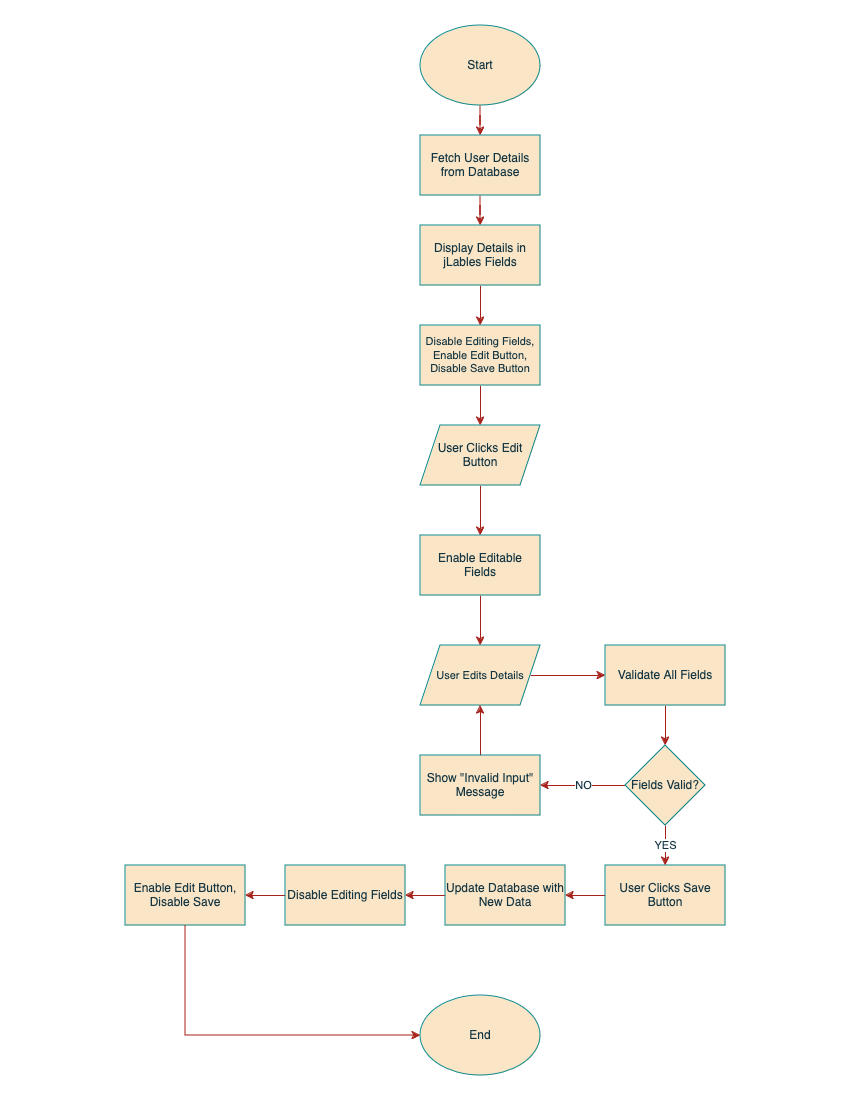 Start
Fetch User Details
from Database
Display Details in
jLables Fields
Disable Editing Fields,
Enable Edit Button,
Disable Save Button
User Clicks Edit
Button
Enable Editable
Fields
User Edits Details
Validate All Fields
Show "Invalid Input"
Message
NO
Fields Valid?
YES
Enable Edit Button,
Disable Save
Disable Editing Fields
Update Database with
New Data
User Clicks Save
Button
End